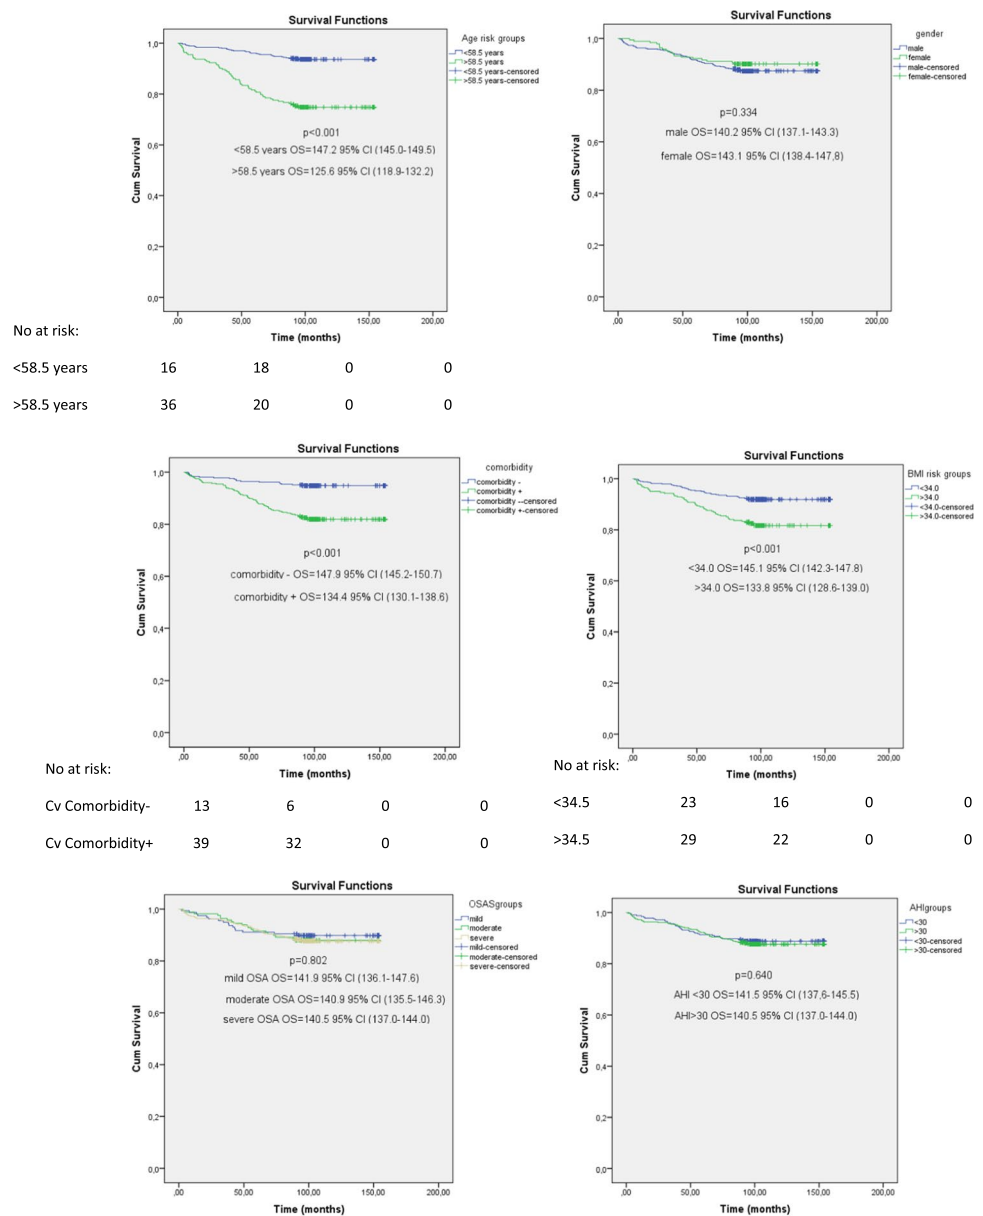 Survival Functions
Age risk groups
<58.5 years
>58.5 years
<58.5 years-censored
>58.5 years-censored
1,0
0,8
0,6
0,4
0,2
0,0
Cum Survival
p<0.001
<58.5 years OS=147.2 95% CI (145.0-149.5)
>58.5 years OS=125.6 95% CI (118.9-132.2)
,00 50,00 100,00 150,00 200,00
Time (months)
Survival Functions
gender
male
female
male-censored
female-censored
1,0
0,8
0,6
0,4
0,2
0,0
Cum Survival
p=0.334
male OS=140.2 95% CI (137.1-143.3)
female OS=143.1 95% CI (138.4-147,8)
,00 50,00 100,00 150,00 200,00
Time (months)
No at risk:
<58.5 years 16 18 0 0
>58.5 years 36 20 0 0
Survival Functions
comorbidity
comorbidity -
comorbidity +
comorbidity --censored
comorbidity +-censored
1,0
0,8
0,6
0,4
0,2
0,0
Cum Survival
p<0.001
comorbidity - OS=147.9 95% CI (145.2-150.7)
comorbidity + OS=134.4 95% CI (130.1-138.6)
,00 50,00 100,00 150,00 200,00
Time (months)
Survival Functions
BMI risk groups
<34.0
>34.0
<34.0-censored
>34.0-censored
1,0
0,8
0,6
0,4
0,2
0,0
Cum Survival
p<0.001
<34.0 OS=145.1 95% CI (142.3-147.8)
>34.0 OS=133.8 95% CI (128.6-139.0)
,00 50,00 100,00 150,00 200,00
Time (months)
No at risk:
Cv Comorbidity- 13 6 0 0
Cv Comorbidity+ 39 32 0 0
No at risk:
<34.5 23 16 0 0
>34.5 29 22 0 0
Survival Functions
OSASgroups
mild
moderate
severe
mild-censored
moderate-censored
severe-censored
1,0
0,8
0,6
0,4
0,2
0,0
Cum Survival
p=0.802
mild OSA OS=141.9 95% CI (136.1-147.6)
moderate OSA OS=140.9 95% CI (135.5-146.3)
severe OSA OS=140.5 95% CI (137.0-144.0)
,00 50,00 100,00 150,00 200,00
Time (months)
Survival Functions
AHIgroups
<30
>30
<30-censored
>30-censored
1,0
0,8
0,6
0,4
0,2
0,0
Cum Survival
p=0.640
AHI <30 OS=141.5 95% CI (137,6-145.5)
AHI>30 OS=140.5 95% CI (137.0-144.0)
,00 50,00 100,00 150,00 200,00
Time (months)